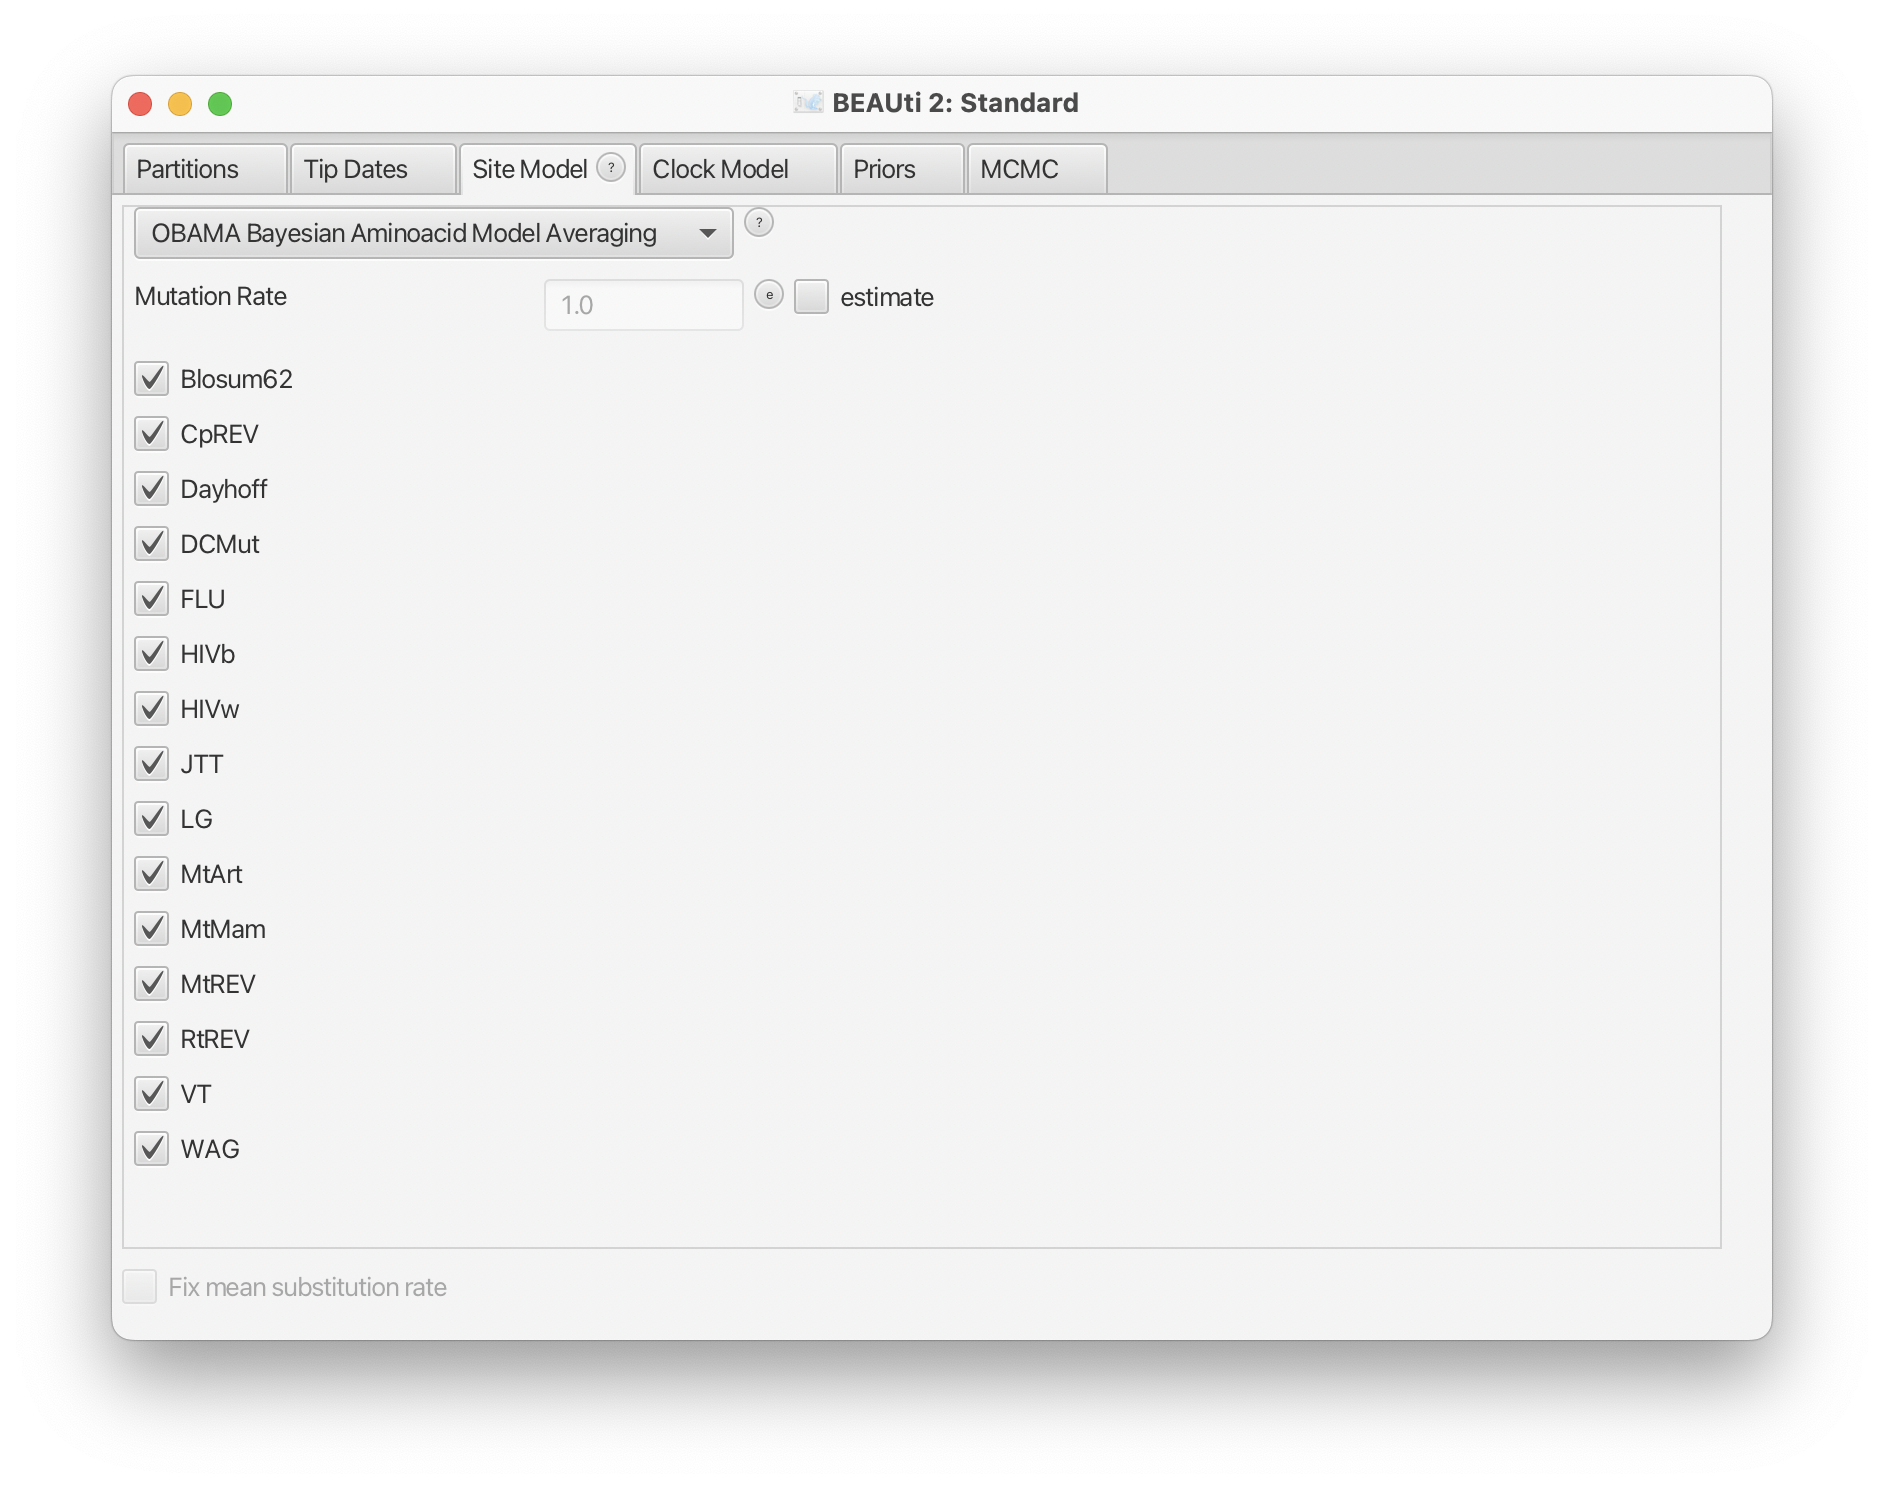 BEAUti 2: Standard
Partitions Tip Dates Site Model ? Clock Model Priors MCMC
OBAMA Bayesian Aminoacid Model Averaging ?
Mutation Rate 1.0 e estimate
Blosum62
CpREV
Dayhoff
DCMut
FLU
HIVb
HIVw
JTT
LG
MtArt
MtMam
MtREV
RtREV
VT
WAG
Fix mean substitution rate